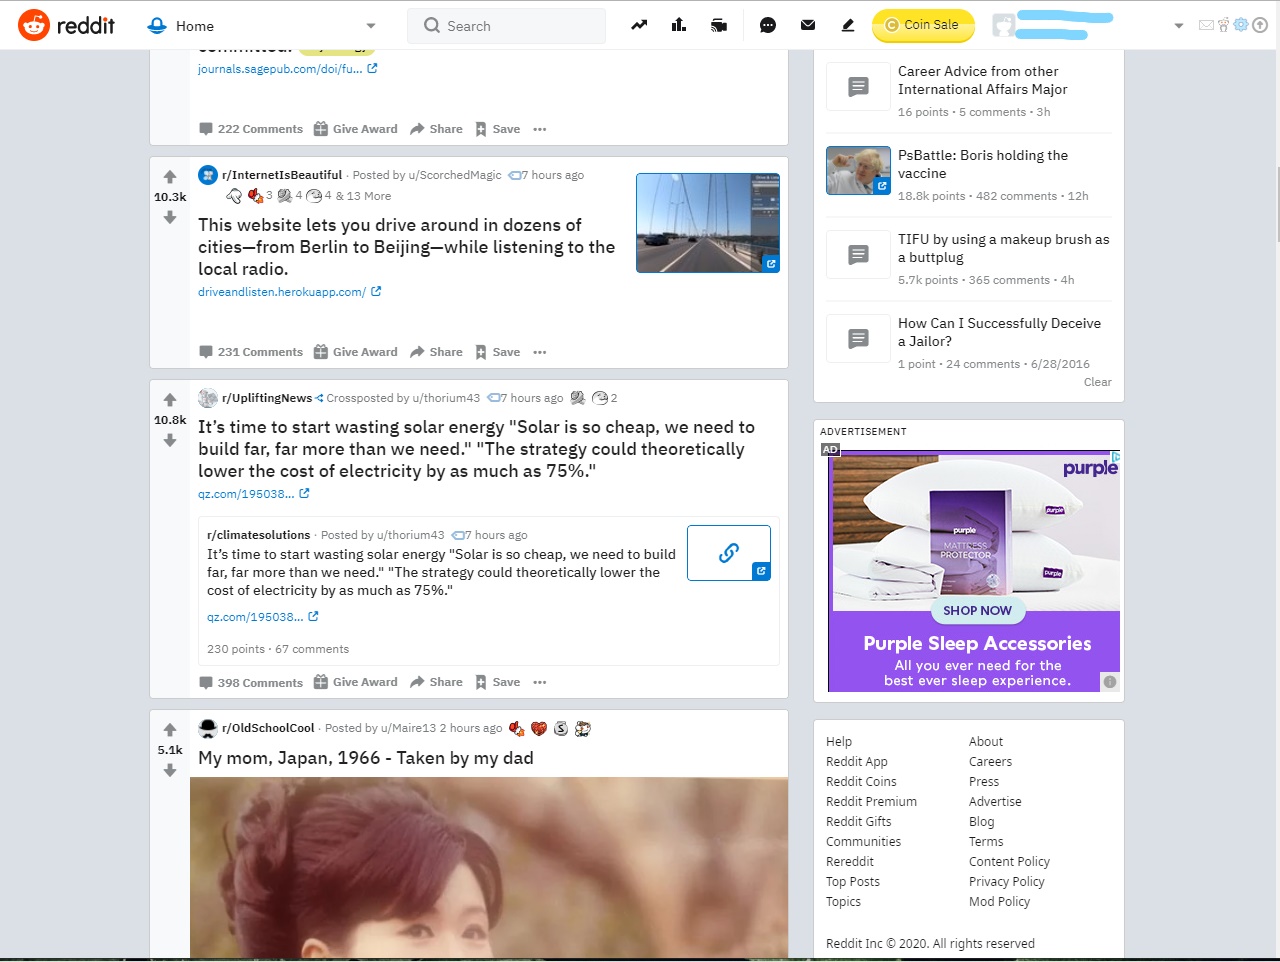 reddit
Home
Search
Coin Sale
journals.sagepub.com/doi/fu...
222 Comments Give Award Share Save
10.3k
r/InternetIsBeautiful · Posted by u/ScorchedMagic 7 hours ago
3 4 4 & 13 More
This website lets you drive around in dozens of
cities—from Berlin to Beijing—while listening to the
local radio.
driveandlisten.herokuapp.com/
231 Comments Give Award Share Save
10.8k
r/UpliftingNews Crossposted by u/thorium43 7 hours ago 2
It’s time to start wasting solar energy "Solar is so cheap, we need to
build far, far more than we need." "The strategy could theoretically
lower the cost of electricity by as much as 75%."
qz.com/195038...
r/climatesolutions · Posted by u/thorium43 7 hours ago
It’s time to start wasting solar energy "Solar is so cheap, we need to build
far, far more than we need." "The strategy could theoretically lower the
cost of electricity by as much as 75%."
qz.com/195038...
230 points · 67 comments
398 Comments Give Award Share Save
5.1k
r/OldSchoolCool · Posted by u/Maire13 2 hours ago
My mom, Japan, 1966 - Taken by my dad
Career Advice from other
International Affairs Major
16 points · 5 comments · 3h
PsBattle: Boris holding the
vaccine
18.8k points · 482 comments · 12h
TIFU by using a makeup brush as
a buttplug
5.7k points · 365 comments · 4h
How Can I Successfully Deceive
a Jailor?
1 point · 24 comments · 6/28/2016
Clear
ADVERTISEMENT
AD
purple
purple
MATTRESS
PROTECTOR
purple
purple
SHOP NOW
Purple Sleep Accessories
All you ever need for the
best ever sleep experience.
Help About
Reddit App Careers
Reddit Coins Press
Reddit Premium Advertise
Reddit Gifts Blog
Communities Terms
Rereddit Content Policy
Top Posts Privacy Policy
Topics Mod Policy
Reddit Inc © 2020. All rights reserved